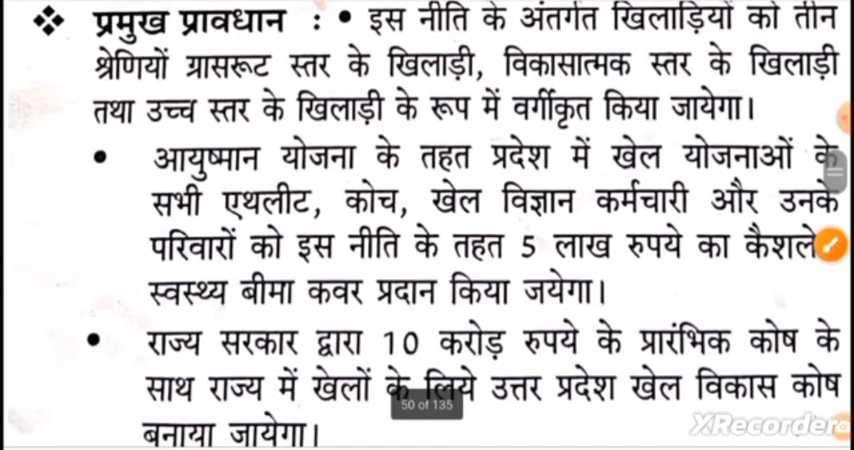 ❖ प्रमुख प्रावधान : • इस नीति के अंतर्गत खिलाड़ियों को तीन
श्रेणियों ग्रासरूट स्तर के खिलाड़ी, विकासात्मक स्तर के खिलाड़ी
तथा उच्च स्तर के खिलाड़ी के रूप में वर्गीकृत किया जायेगा।
• आयुष्मान योजना के तहत प्रदेश में खेल योजनाओं के
सभी एथलीट, कोच, खेल विज्ञान कर्मचारी और उनके
परिवारों को इस नीति के तहत 5 लाख रुपये का कैशले
स्वस्थ्य बीमा कवर प्रदान किया जयेगा।
• राज्य सरकार द्वारा 10 करोड़ रुपये के प्रारंभिक कोष के
साथ राज्य में खेलों के लिये उत्तर प्रदेश खेल विकास कोष
50 of 135
बनाया जायेगा।
XRecorder